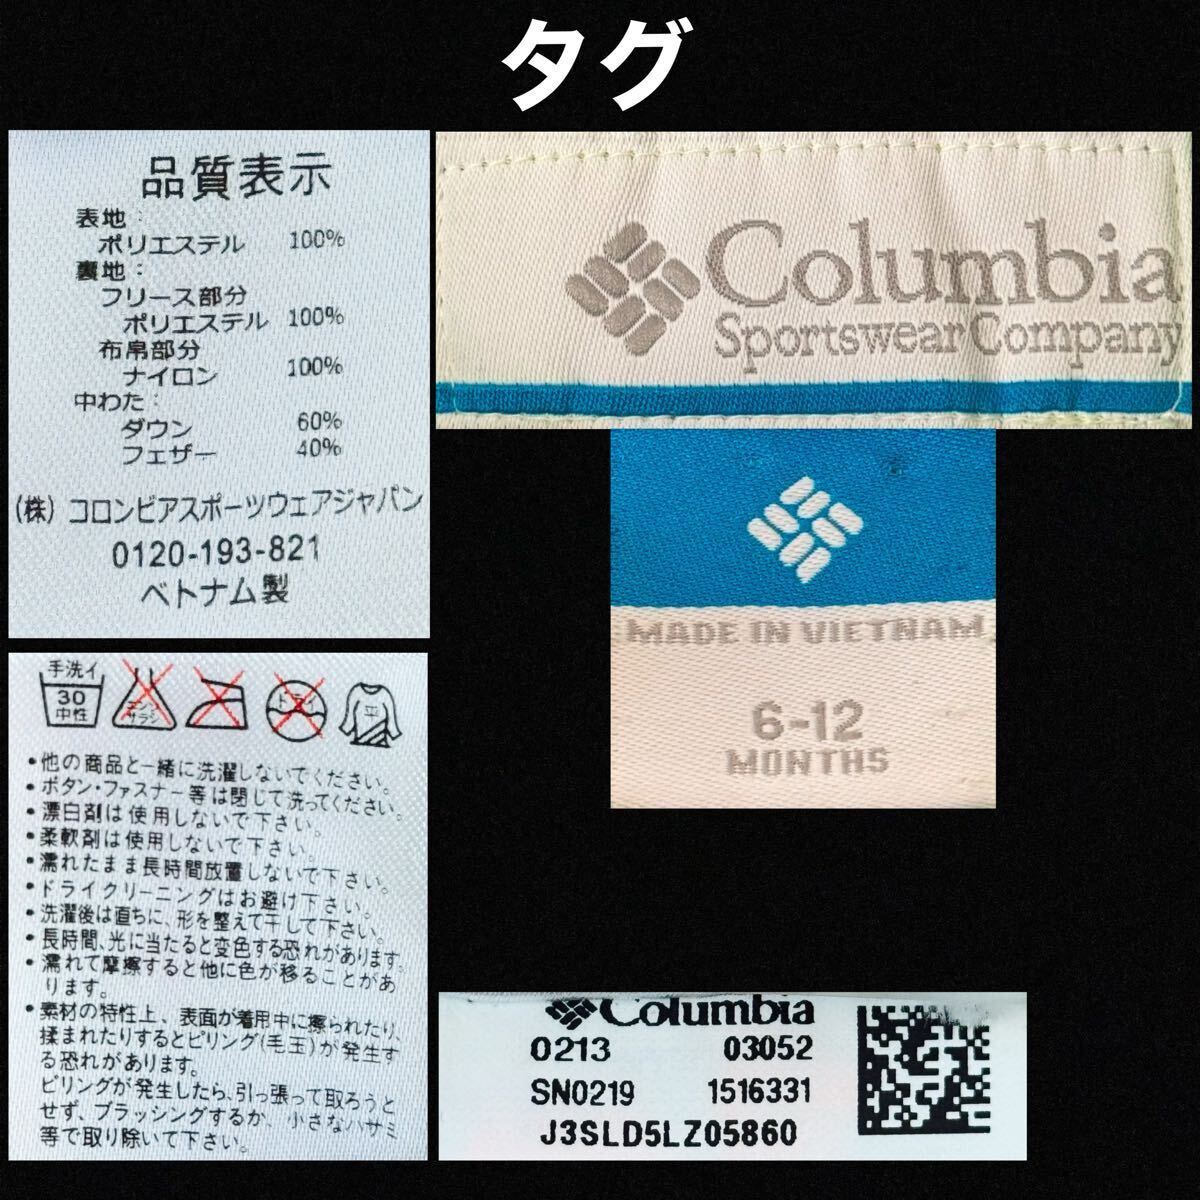 タグ
品質表示
表地:
ポリエステル 100%
裏地:
フリース部分
ポリエステル 100%
布帛部分
ナイロン 100%
中わた:
ダウン 60%
フェザー 40%
(株) コロンビアスポーツウェアジャパン
0120-193-821
ベトナム製
Columbia
Sportswear Company
MADE IN VIETNAM
6-12
MONTHS
手洗イ
30
中性
エンソ
サラシ
ドライ
平
・他の商品と一緒に洗濯しないでください。
・ボタン・ファスナー等は閉じて洗ってください。
・漂白剤は使用しないで下さい。
・柔軟剤は使用しないで下さい。
・濡れたまま長時間放置しないで下さい。
・ドライクリーニングはお避け下さい。
・洗濯後は直ちに、形を整えて干して下さい。
・長時間、光に当たると変色する恐れがあります。
・濡れて摩擦すると他に色が移ることがあ
ります。
・素材の特性上、表面が着用中に擦られたり、
揉まれたりするとピリング(毛玉)が発生す
る恐れがあります。
ピリングが発生したら、引っ張って取ろうと
せず、ブラッシングするか 小さなハサミ
等で取り除いて下さい。
Columbia
0213 03052
SN0219 1516331
J3SLD5LZ05860